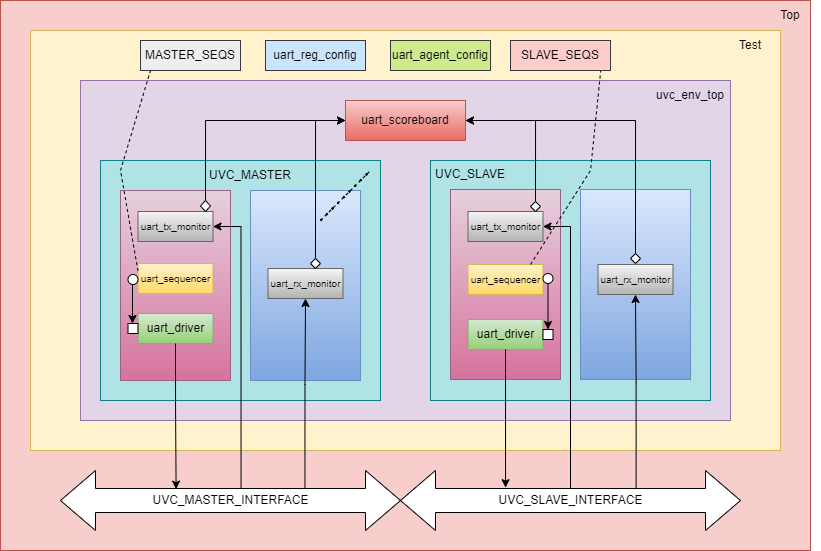 Top
Test
MASTER_SEQS
uart_reg_config
uart_agent_config
SLAVE_SEQS
uvc_env_top
uart_scoreboard
UVC_MASTER
UVC_SLAVE
uart_tx_monitor
uart_tx_monitor
uart_sequencer
uart_rx_monitor
uart_sequencer
uart_rx_monitor
uart_driver
uart_driver
UVC_MASTER_INTERFACE
UVC_SLAVE_INTERFACE